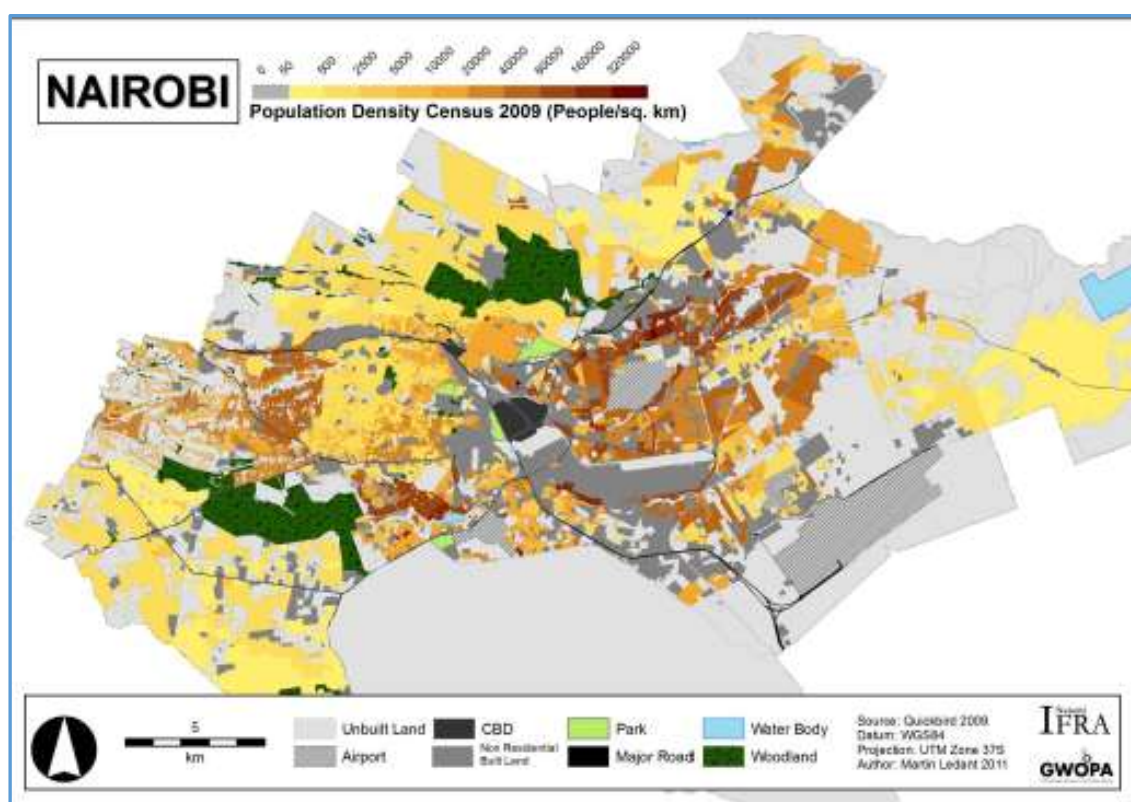 NAIROBI
0 50 500 2500 5000 10000 20000 40000 80000 160000 320000
Population Density Census 2009 (People/sq. km)
5
km
Unbuilt Land
CBD
Park
Water Body
Airport
Non Residential
Built Land
Major Road
Woodland
Source: Quickbird 2009
Datum: WGS84
Projection: UTM Zone 37S
Author: Martin Ledant 2011
IFRA
GWOPA